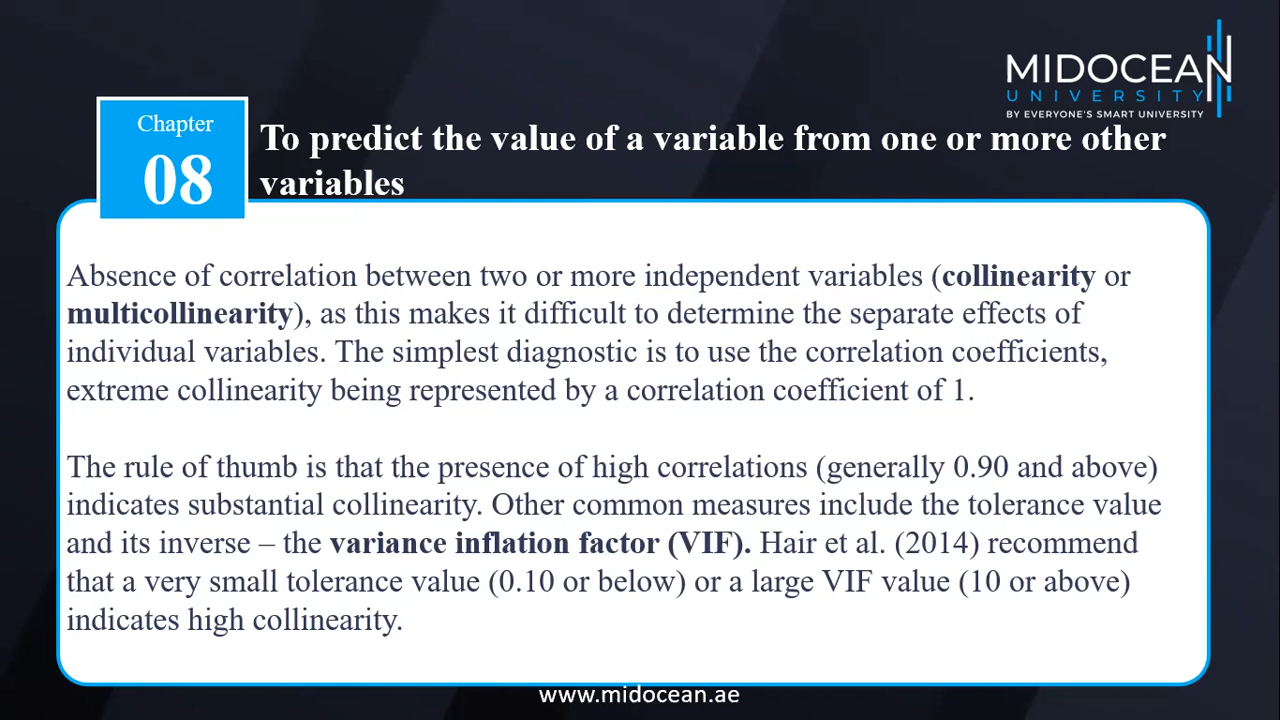 MIDOCEAN
UNIVERSITY
BY EVERYONE'S SMART UNIVERSITY
Chapter
08
To predict the value of a variable from one or more other
variables
Absence of correlation between two or more independent variables (collinearity or
multicollinearity), as this makes it difficult to determine the separate effects of
individual variables. The simplest diagnostic is to use the correlation coefficients,
extreme collinearity being represented by a correlation coefficient of 1.
The rule of thumb is that the presence of high correlations (generally 0.90 and above)
indicates substantial collinearity. Other common measures include the tolerance value
and its inverse – the variance inflation factor (VIF). Hair et al. (2014) recommend
that a very small tolerance value (0.10 or below) or a large VIF value (10 or above)
indicates high collinearity.
www.midocean.ae